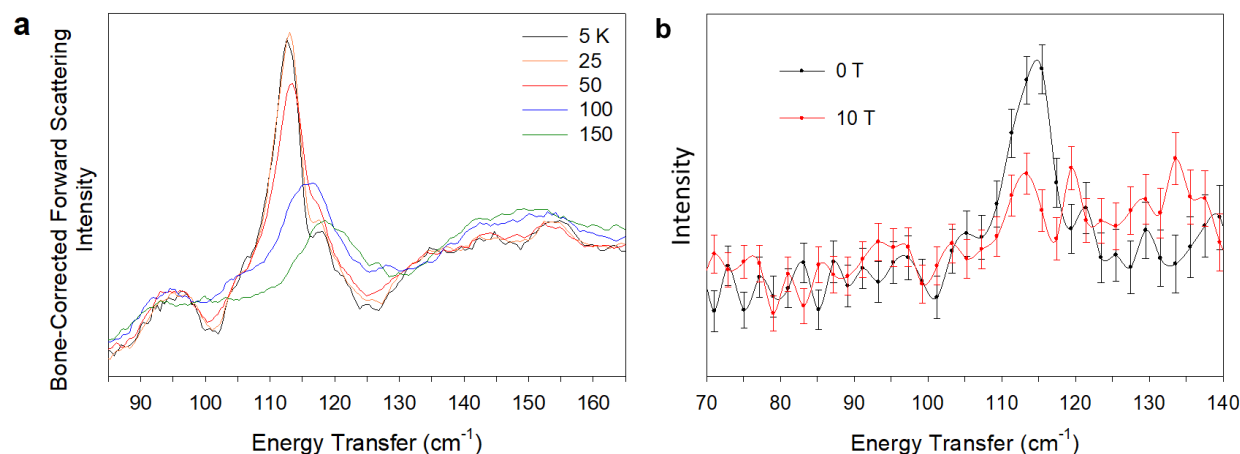 a
Bone-Corrected Forward Scattering
Intensity
5 K
25
50
100
150
90 100 110 120 130 140 150 160
Energy Transfer (cm-1)
b
Intensity
0 T
10 T
70 80 90 100 110 120 130 140
Energy Transfer (cm-1)